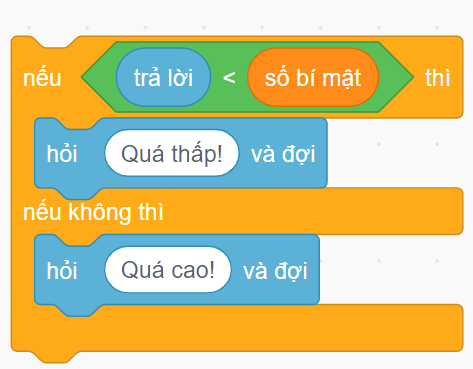 nếu trả lời < số bí mật thì
hỏi Quá thấp! và đợi
nếu không thì
hỏi Quá cao! và đợi